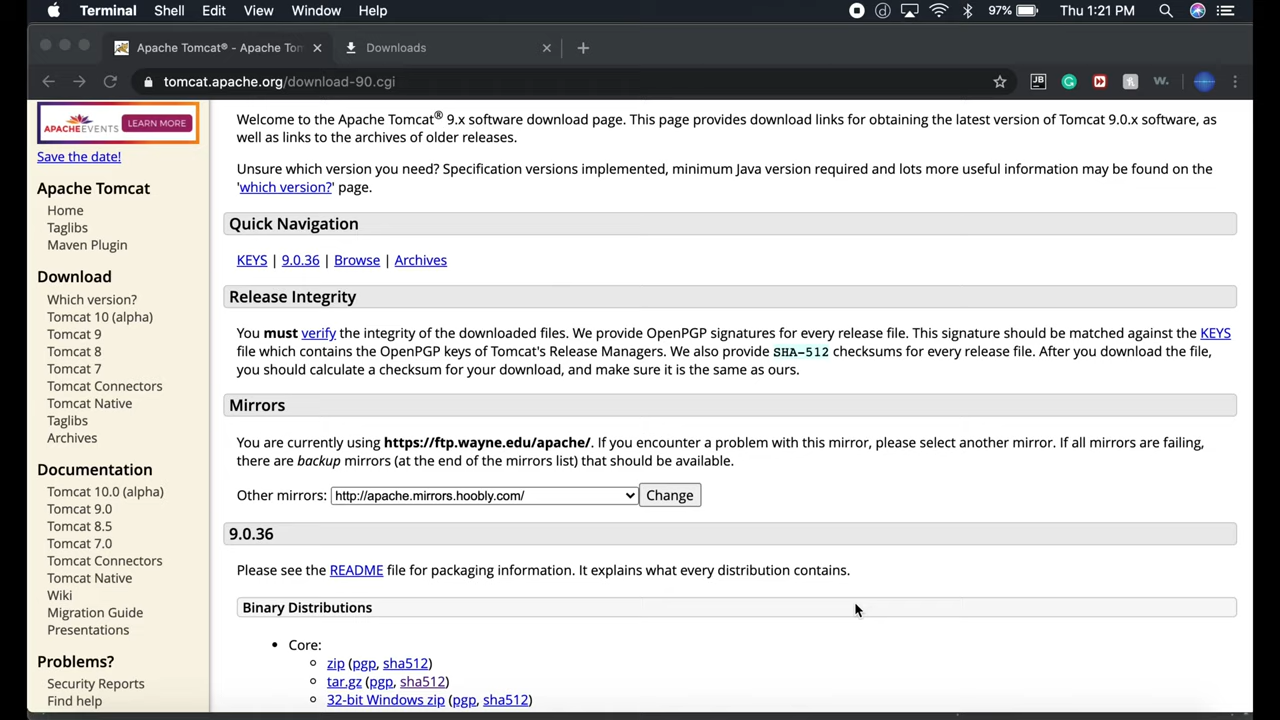 Terminal Shell Edit View Window Help 97% Thu 1:21 PM
Apache Tomcat® - Apache Tom Downloads
tomcat.apache.org/download-90.cgi
APACHEEVENTS LEARN MORE
Save the date!
Apache Tomcat
Home
Taglibs
Maven Plugin
Download
Which version?
Tomcat 10 (alpha)
Tomcat 9
Tomcat 8
Tomcat 7
Tomcat Connectors
Tomcat Native
Taglibs
Archives
Documentation
Tomcat 10.0 (alpha)
Tomcat 9.0
Tomcat 8.5
Tomcat 7.0
Tomcat Connectors
Tomcat Native
Wiki
Migration Guide
Presentations
Problems?
Security Reports
Find help
Welcome to the Apache Tomcat® 9.x software download page. This page provides download links for obtaining the latest version of Tomcat 9.0.x software, as
well as links to the archives of older releases.
Unsure which version you need? Specification versions implemented, minimum Java version required and lots more useful information may be found on the
'which version?' page.
Quick Navigation
KEYS | 9.0.36 | Browse | Archives
Release Integrity
You must verify the integrity of the downloaded files. We provide OpenPGP signatures for every release file. This signature should be matched against the KEYS
file which contains the OpenPGP keys of Tomcat's Release Managers. We also provide SHA-512 checksums for every release file. After you download the file,
you should calculate a checksum for your download, and make sure it is the same as ours.
Mirrors
You are currently using https://ftp.wayne.edu/apache/. If you encounter a problem with this mirror, please select another mirror. If all mirrors are failing,
there are backup mirrors (at the end of the mirrors list) that should be available.
Other mirrors: http://apache.mirrors.hoobly.com/ Change
9.0.36
Please see the README file for packaging information. It explains what every distribution contains.
Binary Distributions
• Core:
zip (pgp, sha512)
tar.gz (pgp, sha512)
32-bit Windows zip (pgp, sha512)
JB
W.